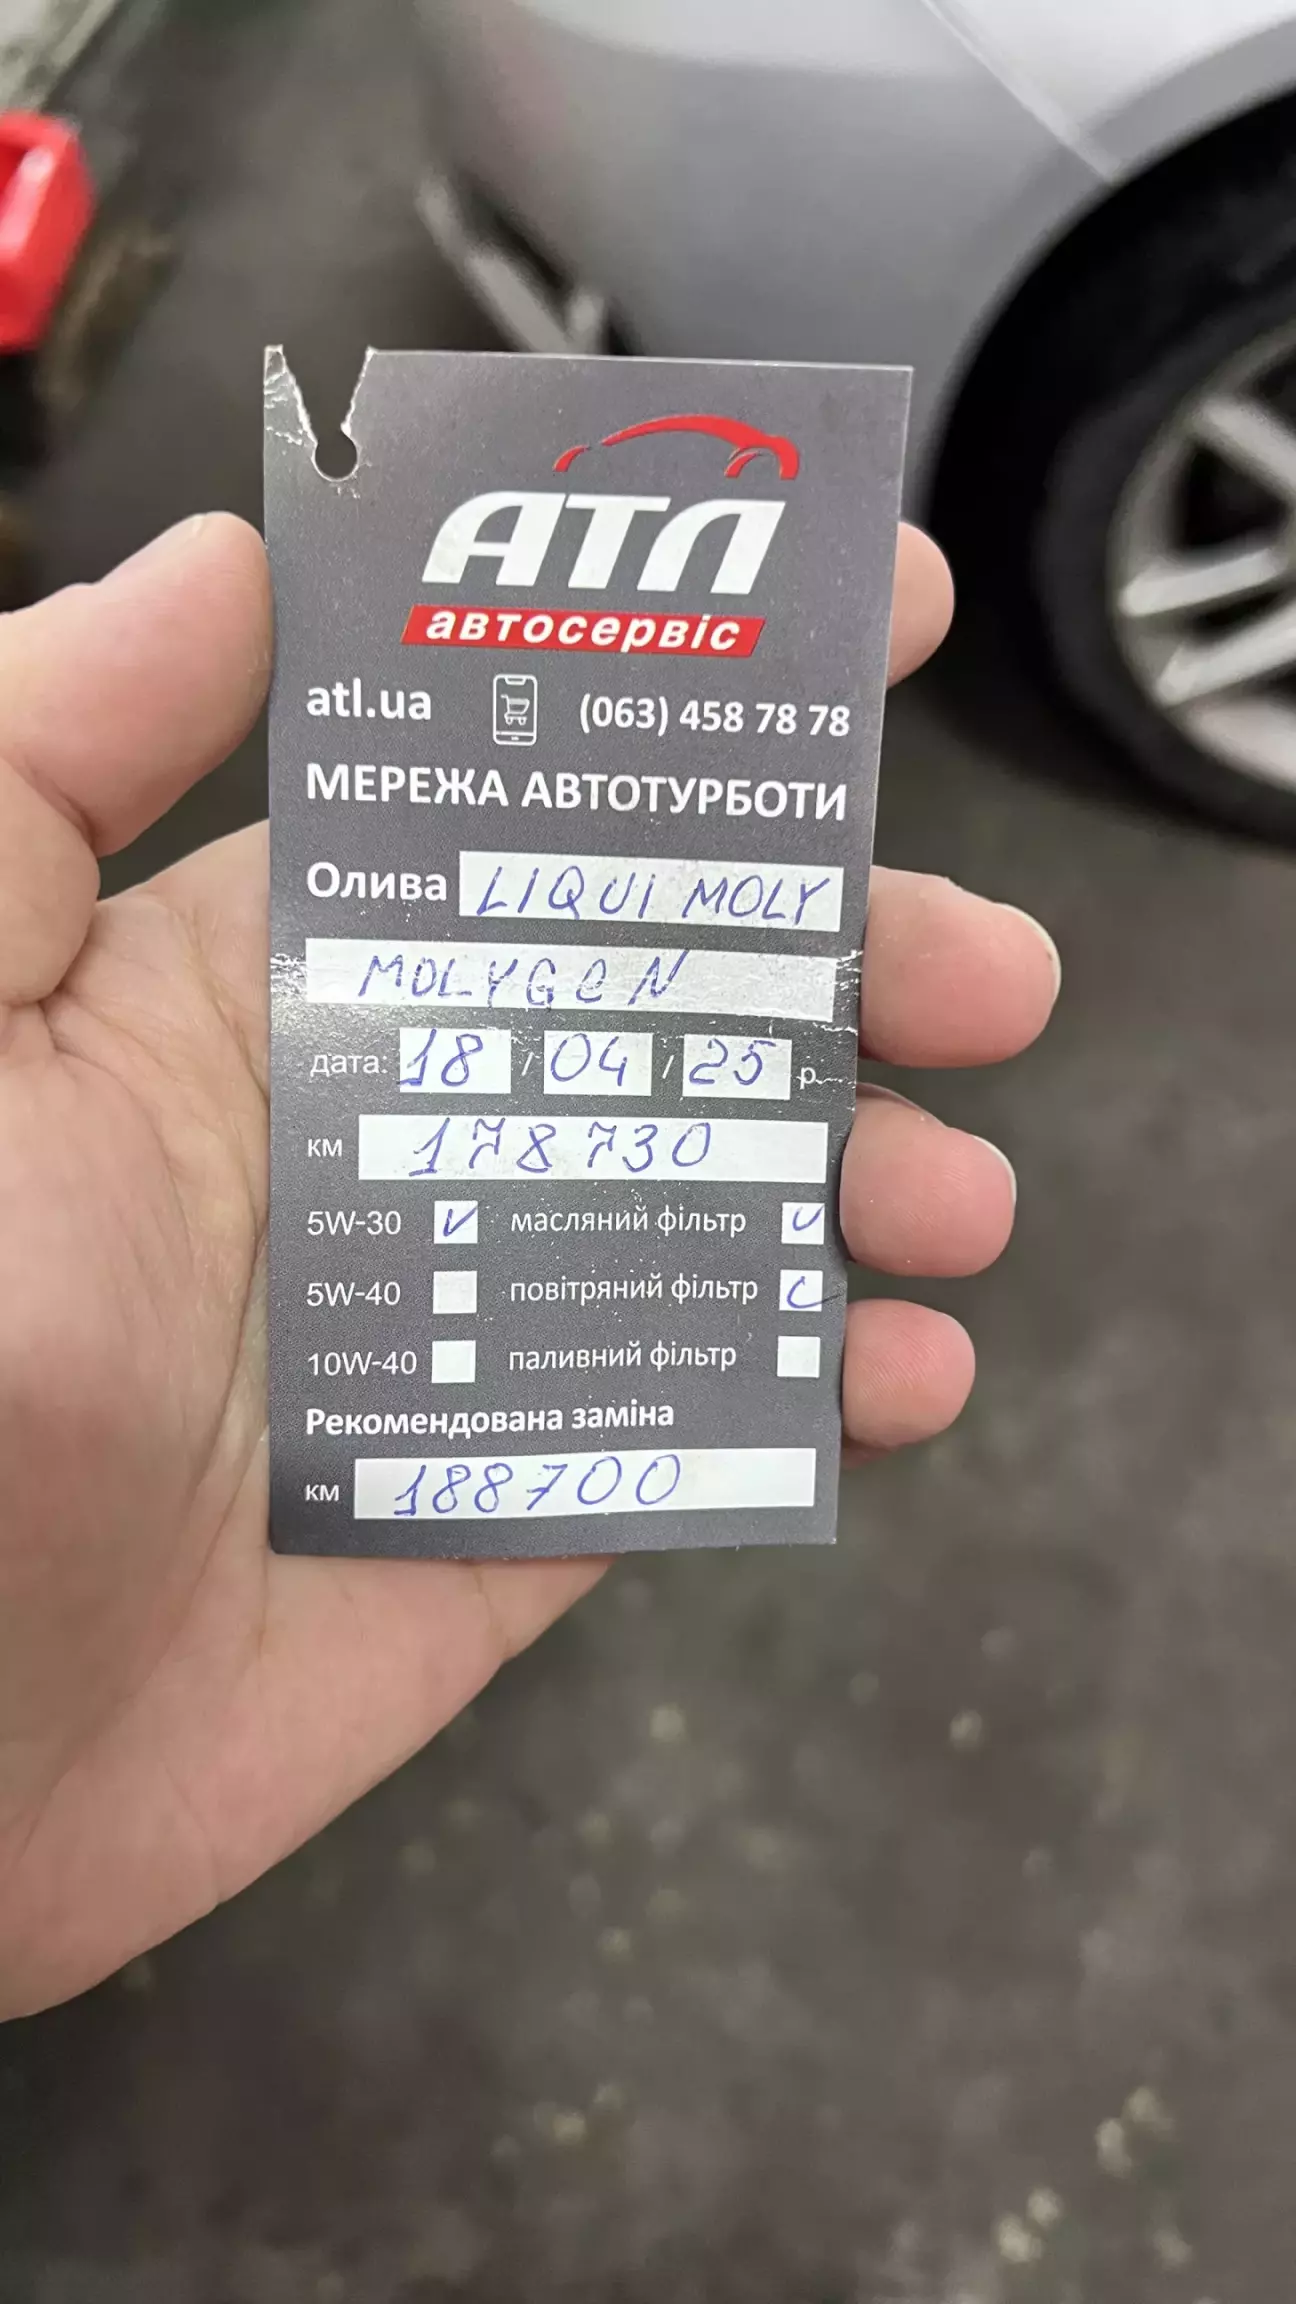 АТЛ
автосервіс
atl.ua (063) 458 78 78
МЕРЕЖА АВТОТУРБОТИ
Олива LIQUI MOLY
MOLYGeN
дата: 18 / 04 / 25 р.
км 178730
5W-30 V масляний фільтр V
5W-40 повітряний фільтр V
10W-40 паливний фільтр
Рекомендована заміна
км 188700